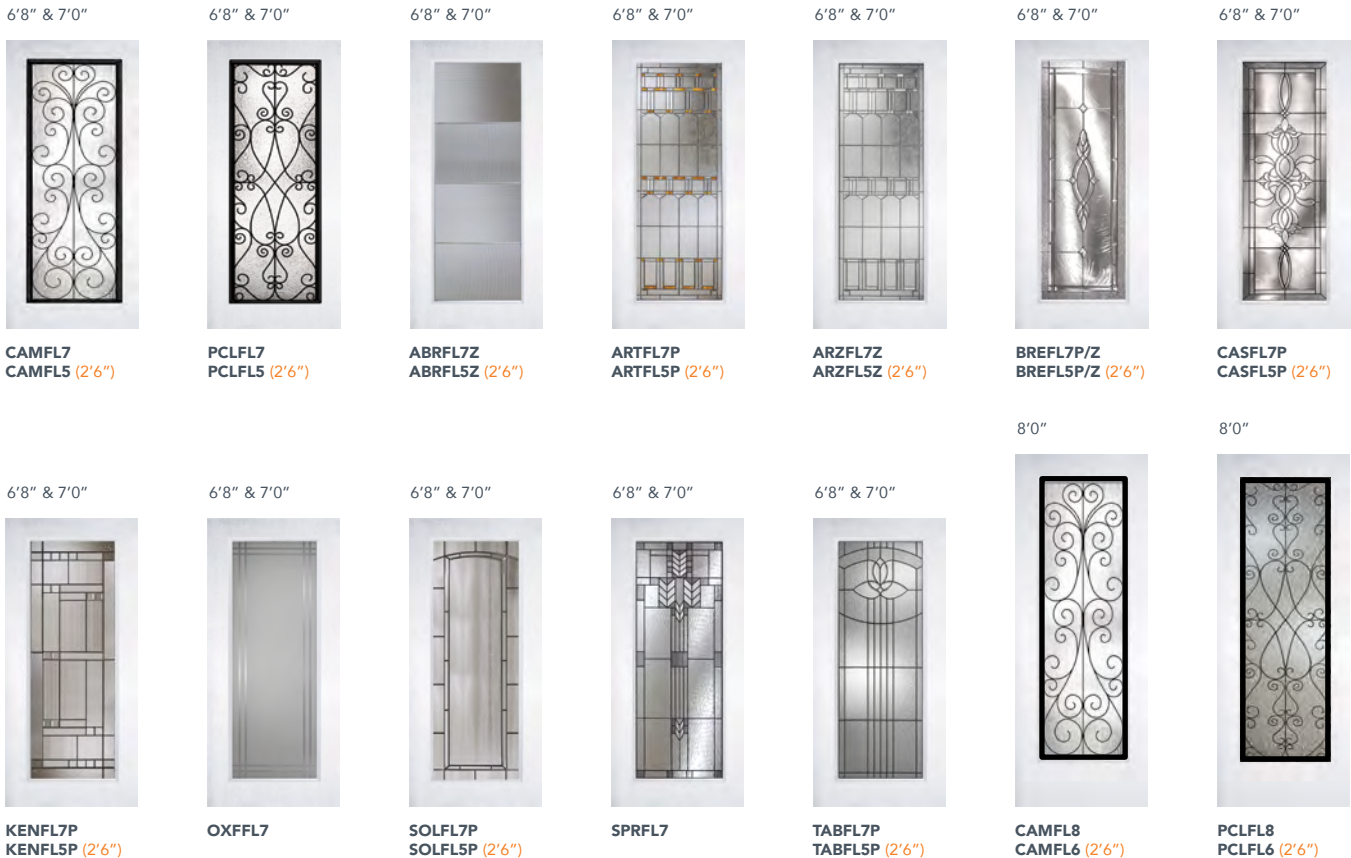 6'8" & 7'0"
6'8" & 7'0"
6'8" & 7'0"
6'8" & 7'0"
6'8" & 7'0"
6'8" & 7'0"
6'8" & 7'0"
CAMFL7
CAMFL5 (2'6")
PCLFL7
PCLFL5 (2'6")
ABRFL7Z
ABRFL5Z (2'6")
ARTFL7P
ARTFL5P (2'6")
ARZFL7Z
ARZFL5Z (2'6")
BREFL7P/Z
BREFL5P/Z (2'6")
CASFL7P
CASFL5P (2'6")
6'8" & 7'0"
6'8" & 7'0"
6'8" & 7'0"
6'8" & 7'0"
6'8" & 7'0"
8'0"
8'0"
KENFL7P
KENFL5P (2'6")
OXFFL7
SOLFL7P
SOLFL5P (2'6")
SPRFL7
TABFL7P
TABFL5P (2'6")
CAMFL8
CAMFL6 (2'6")
PCLFL8
PCLFL6 (2'6")